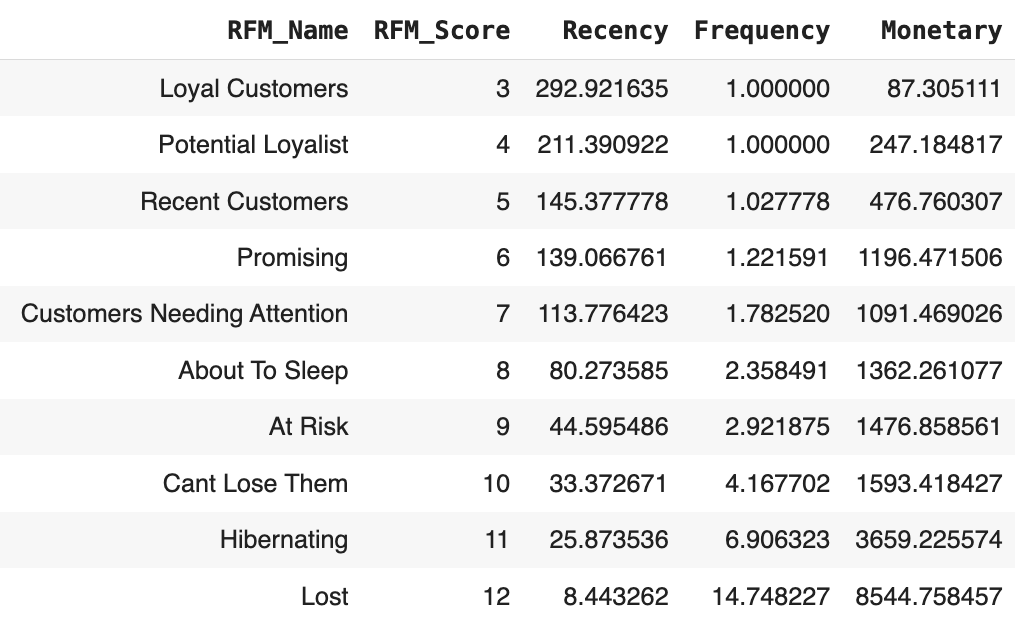 RFM_Name RFM_Score Recency Frequency Monetary
Loyal Customers 3 292.921635 1.000000 87.305111
Potential Loyalist 4 211.390922 1.000000 247.184817
Recent Customers 5 145.377778 1.027778 476.760307
Promising 6 139.066761 1.221591 1196.471506
Customers Needing Attention 7 113.776423 1.782520 1091.469026
About To Sleep 8 80.273585 2.358491 1362.261077
At Risk 9 44.595486 2.921875 1476.858561
Cant Lose Them 10 33.372671 4.167702 1593.418427
Hibernating 11 25.873536 6.906323 3659.225574
Lost 12 8.443262 14.748227 8544.758457